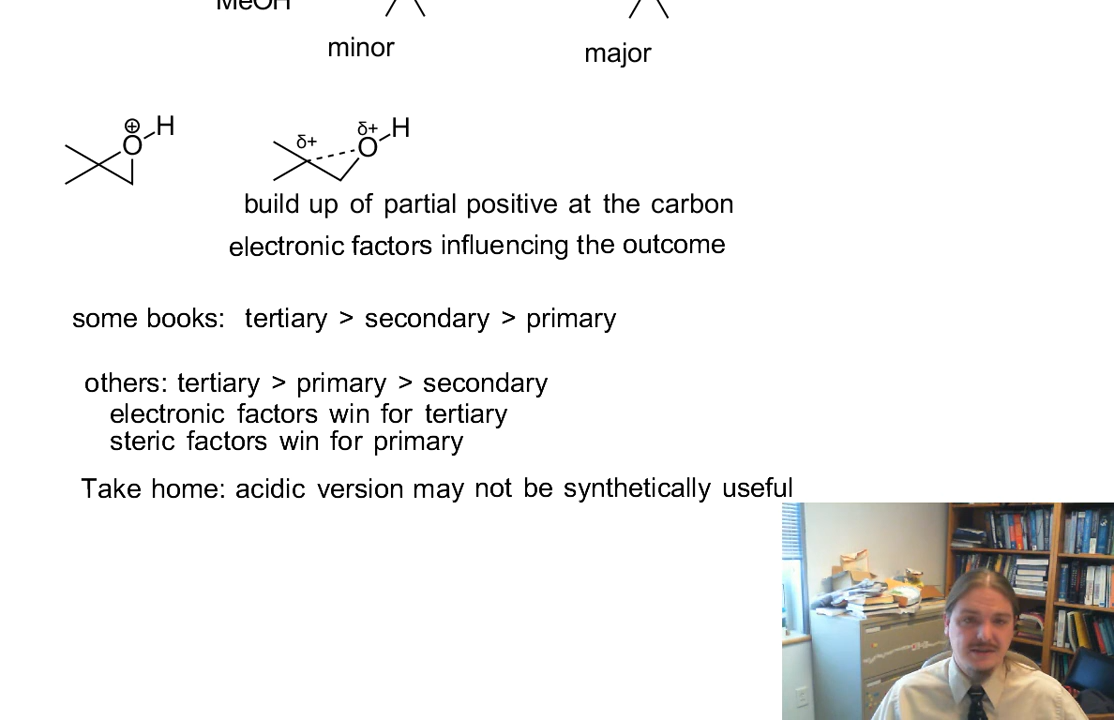 MeOH
minor
major
⊕
O
H
δ+
δ+
O
H
build up of partial positive at the carbon
electronic factors influencing the outcome
some books: tertiary > secondary > primary
others: tertiary > primary > secondary
electronic factors win for tertiary
steric factors win for primary
Take home: acidic version may not be synthetically useful